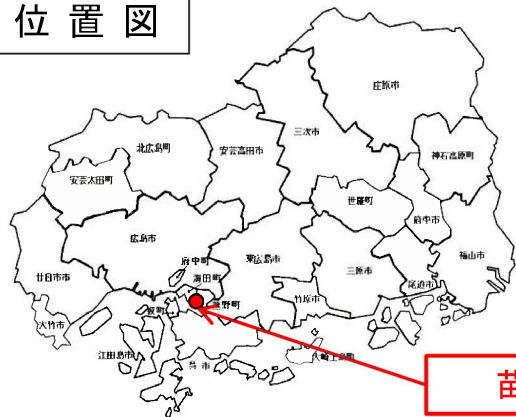 位置図
庄原市
三次市
北広島町
安芸高田市
神石高原町
安芸太田町
世羅町
府中市
広島市
府中町
東広島市
三原市
福山市
海田町
尾道市
廿日市市
熊野町
竹原市
坂町
大竹市
江田島市
大崎上島町
呉市
苗